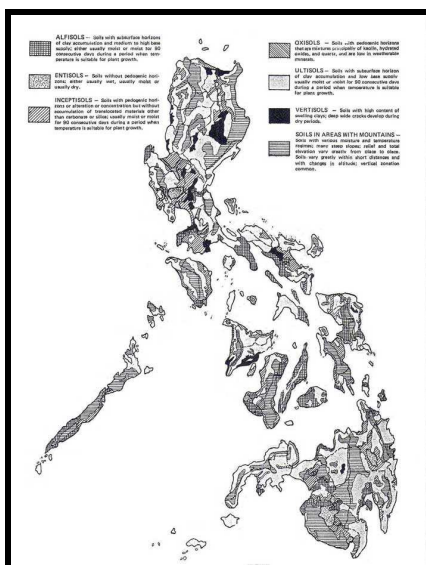 ALFISOLS — Soils with subsurface horizons
of clay accumulation and medium to high base
supply; either usually moist or moist for 90
consecutive days during a period when tem-
perature is suitable for plant growth.
ENTISOLS — Soils without pedogenic hori-
zons; either usually wet, usually moist or
usually dry.
INCEPTISOLS — Soils with pedogenic hori-
zons or alteration or concentration but without
accumulation of translocated materials other
than carbonate or silica; usually moist or moist
for 90 consecutive days during a period when
temperature is suitable for plant growth.
OXISOLS — Soils with pedogenic horizons
that are mixtures principally of kaolin, hydrated
oxides, and quartz, and are low in weatherable
minerals.
ULTISOLS — Soils with subsurface horizon
of clay accumulation and low base supply
usually moist or moist for 90 consecutive days
during a period when temperature is suitable
for plant growth.
VERTISOLS — Soils with high content of
swelling clays; deep wide cracks develop during
dry periods.
SOILS IN AREAS WITH MOUNTAINS —
Soils with various moisture and temperature
regimes; many steep slopes; relief and total
elevation vary greatly from place to place.
Soils vary greatly within short distances and
with changes in altitude; vertical zonation
common.